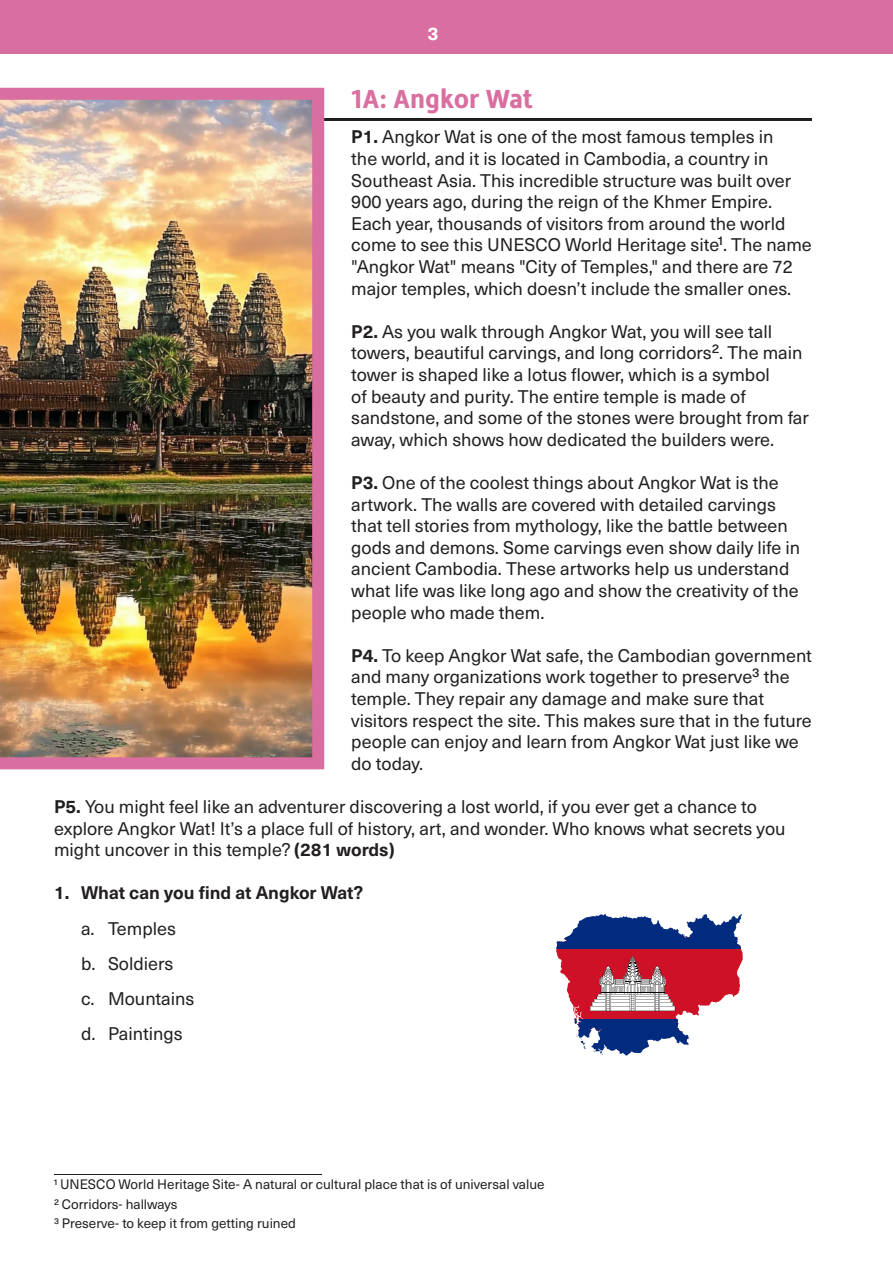 3
1A: Angkor Wat
P1. Angkor Wat is one of the most famous temples in
the world, and it is located in Cambodia, a country in
Southeast Asia. This incredible structure was built over
900 years ago, during the reign of the Khmer Empire.
Each year, thousands of visitors from around the world
come to see this UNESCO World Heritage site¹. The name
"Angkor Wat" means "City of Temples," and there are 72
major temples, which doesn’t include the smaller ones.
P2. As you walk through Angkor Wat, you will see tall
towers, beautiful carvings, and long corridors². The main
tower is shaped like a lotus flower, which is a symbol
of beauty and purity. The entire temple is made of
sandstone, and some of the stones were brought from far
away, which shows how dedicated the builders were.
P3. One of the coolest things about Angkor Wat is the
artwork. The walls are covered with detailed carvings
that tell stories from mythology, like the battle between
gods and demons. Some carvings even show daily life in
ancient Cambodia. These artworks help us understand
what life was like long ago and show the creativity of the
people who made them.
P4. To keep Angkor Wat safe, the Cambodian government
and many organizations work together to preserve³ the
temple. They repair any damage and make sure that
visitors respect the site. This makes sure that in the future
people can enjoy and learn from Angkor Wat just like we
do today.
P5. You might feel like an adventurer discovering a lost world, if you ever get a chance to
explore Angkor Wat! It’s a place full of history, art, and wonder. Who knows what secrets you
might uncover in this temple? (281 words)
1. What can you find at Angkor Wat?
a. Temples
b. Soldiers
c. Mountains
d. Paintings
¹ UNESCO World Heritage Site- A natural or cultural place that is of universal value
² Corridors- hallways
³ Preserve- to keep it from getting ruined